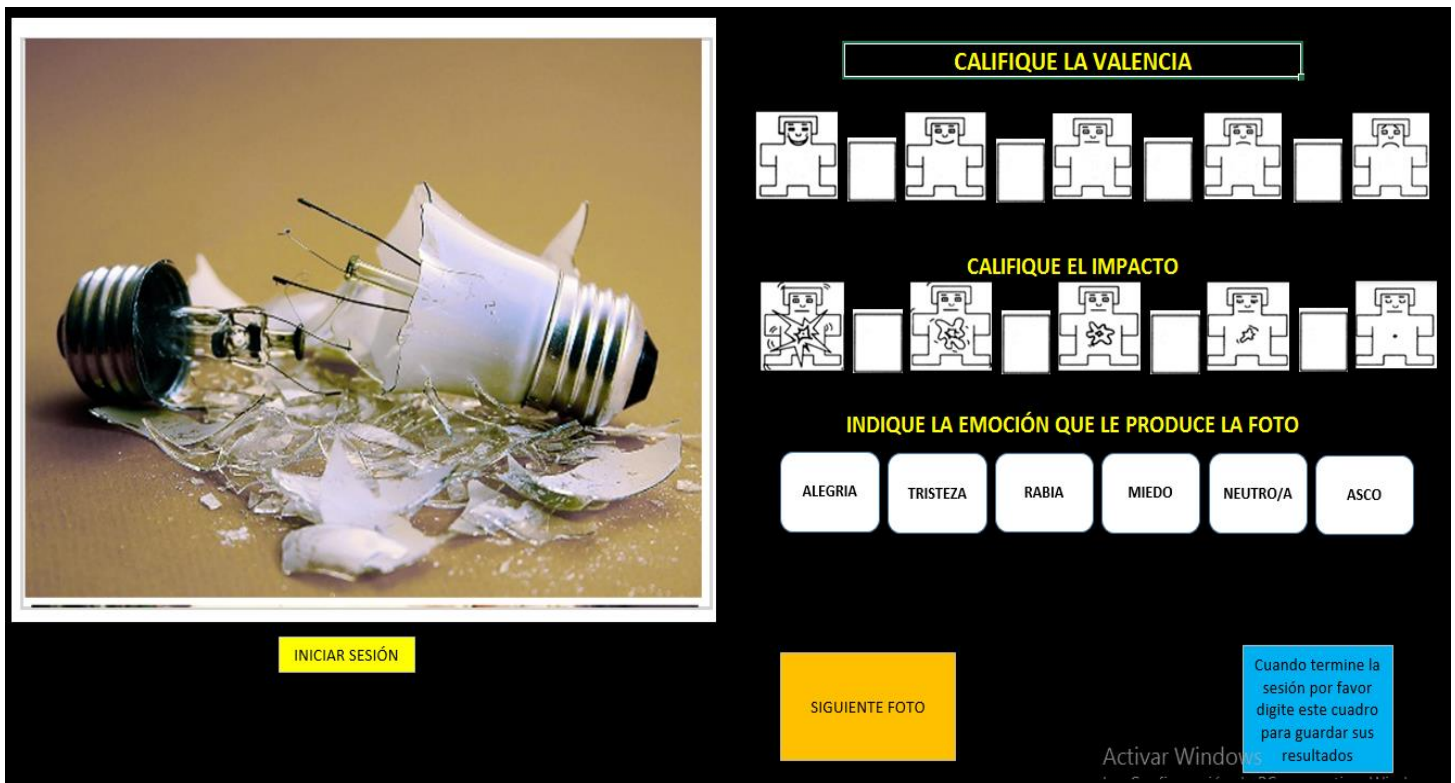 CALIFIQUE LA VALENCIA
CALIFIQUE EL IMPACTO
INDIQUE LA EMOCIÓN QUE LE PRODUCE LA FOTO
ALEGRIA
TRISTEZA
RABIA
MIEDO
NEUTRO/A
ASCO
INICIAR SESIÓN
SIGUIENTE FOTO
Cuando termine la
sesión por favor
digite este cuadro
para guardar sus
resultados
Activar Windows